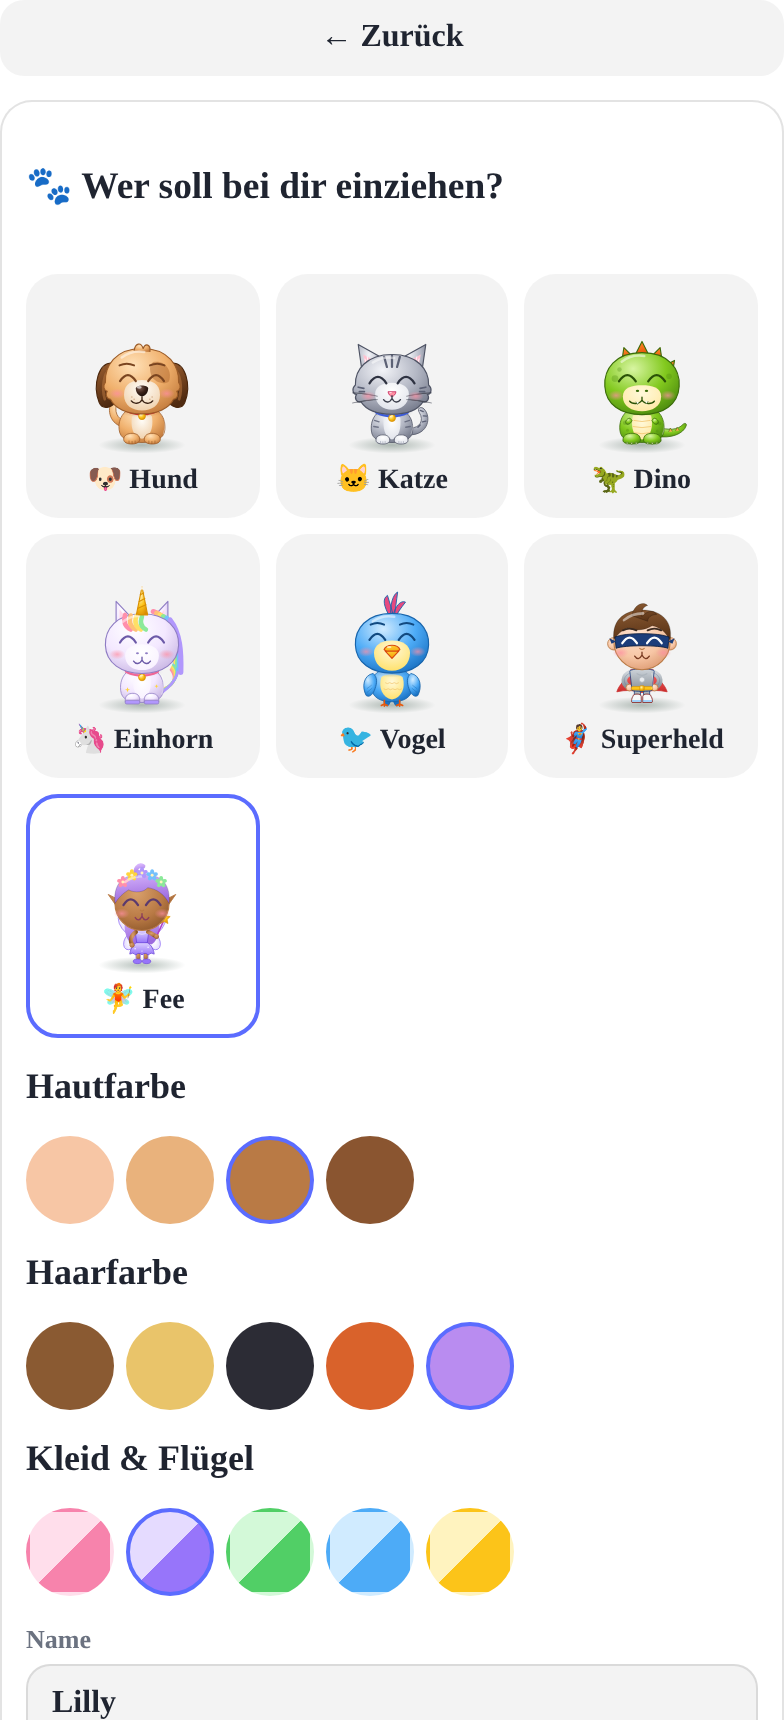 ← Zurück
🐾 Wer soll bei dir einziehen?
🐶 Hund
🐱 Katze
🦖 Dino
🦄 Einhorn
🐦 Vogel
🦸 Superheld
🧚 Fee
Hautfarbe
Haarfarbe
Kleid & Flügel
Name
Lilly